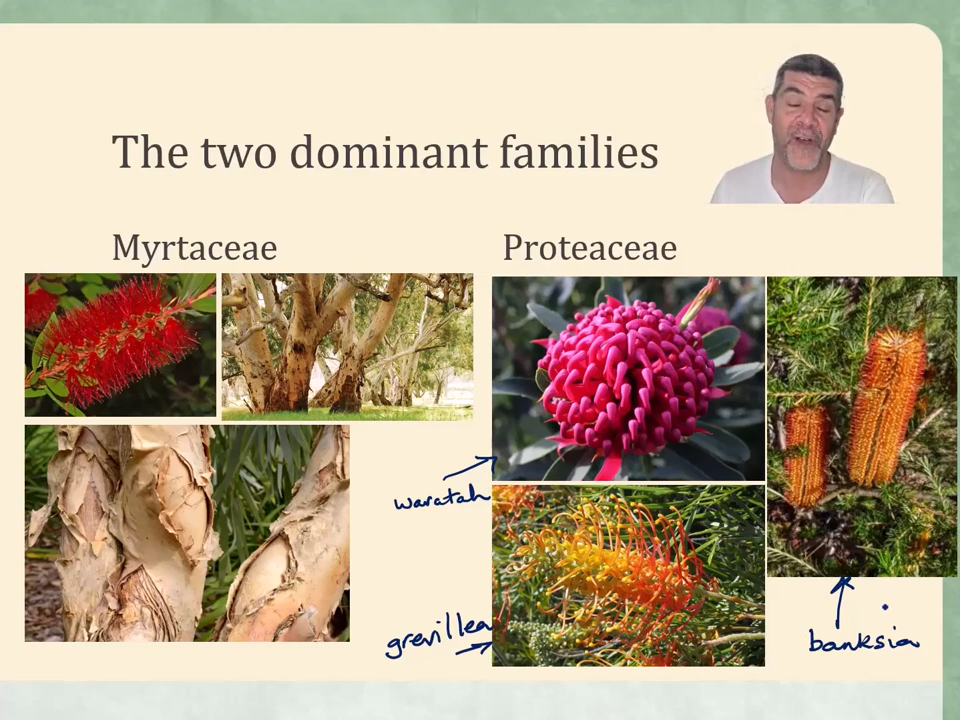 The two dominant families
Myrtaceae
Proteaceae
waratah
grevillea
banksia